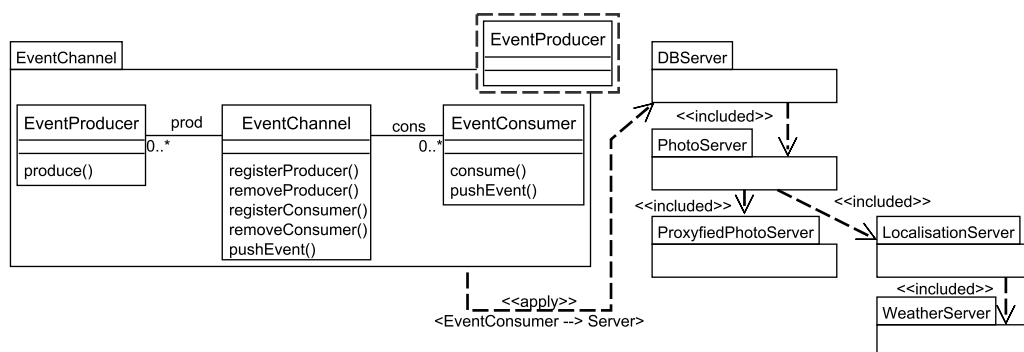 EventProducer
EventChannel
DBServer
EventProducer
prod
EventChannel
cons
EventConsumer
<<included>>
0..*
0..*
PhotoServer
produce()
registerProducer()
removeProducer()
registerConsumer()
removeConsumer()
pushEvent()
consume()
pushEvent()
<<included>>
<<included>>
ProxyfiedPhotoServer
LocalisationServer
<<included>>
WeatherServer
<<apply>>
<EventConsumer --> Server>